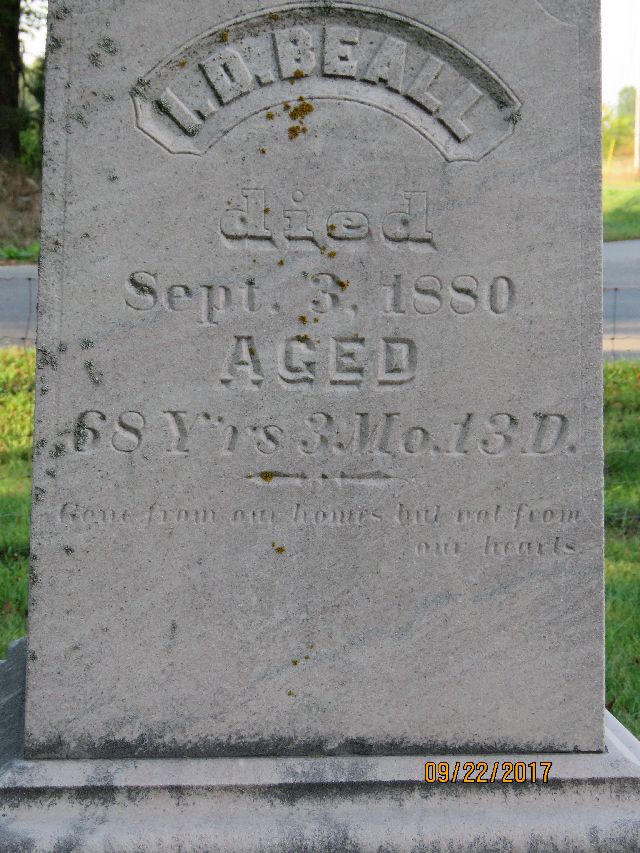 I. D. BEALL
died
Sept. 3, 1880
AGED
68 Y'rs 3 Mo. 13 D.
Gone from our homes but not from
our hearts.
09/22/2017